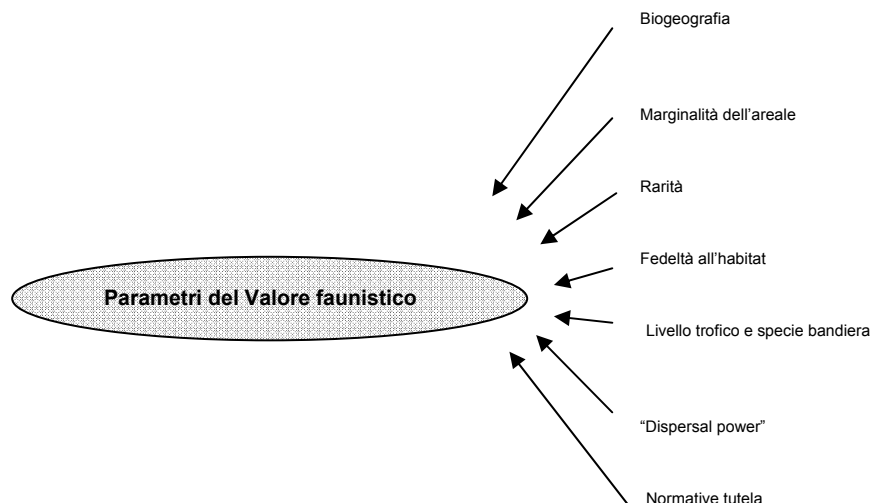 Biogeografia
Marginalità dell’areale
Rarità
Fedeltà all’habitat
Parametri del Valore faunistico
Livello trofico e specie bandiera
“Dispersal power”
Normative tutela